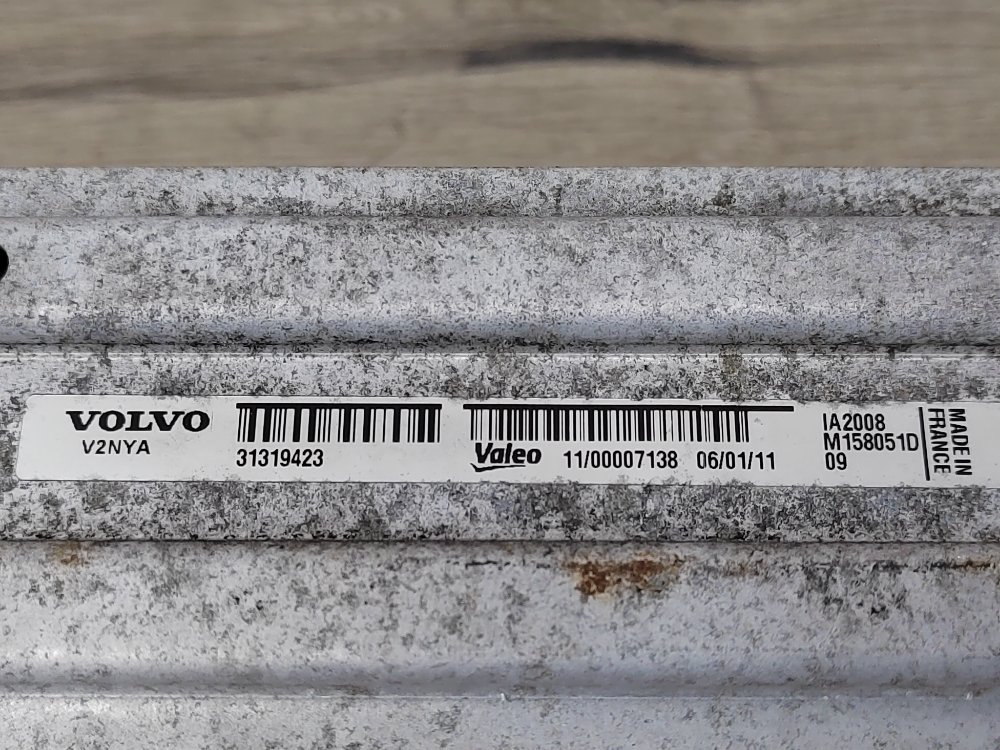 VOLVO
V2NYA
31319423
Valeo 11/00007138 06/01/11
IA2008
M158051D
09
MADE IN
FRANCE